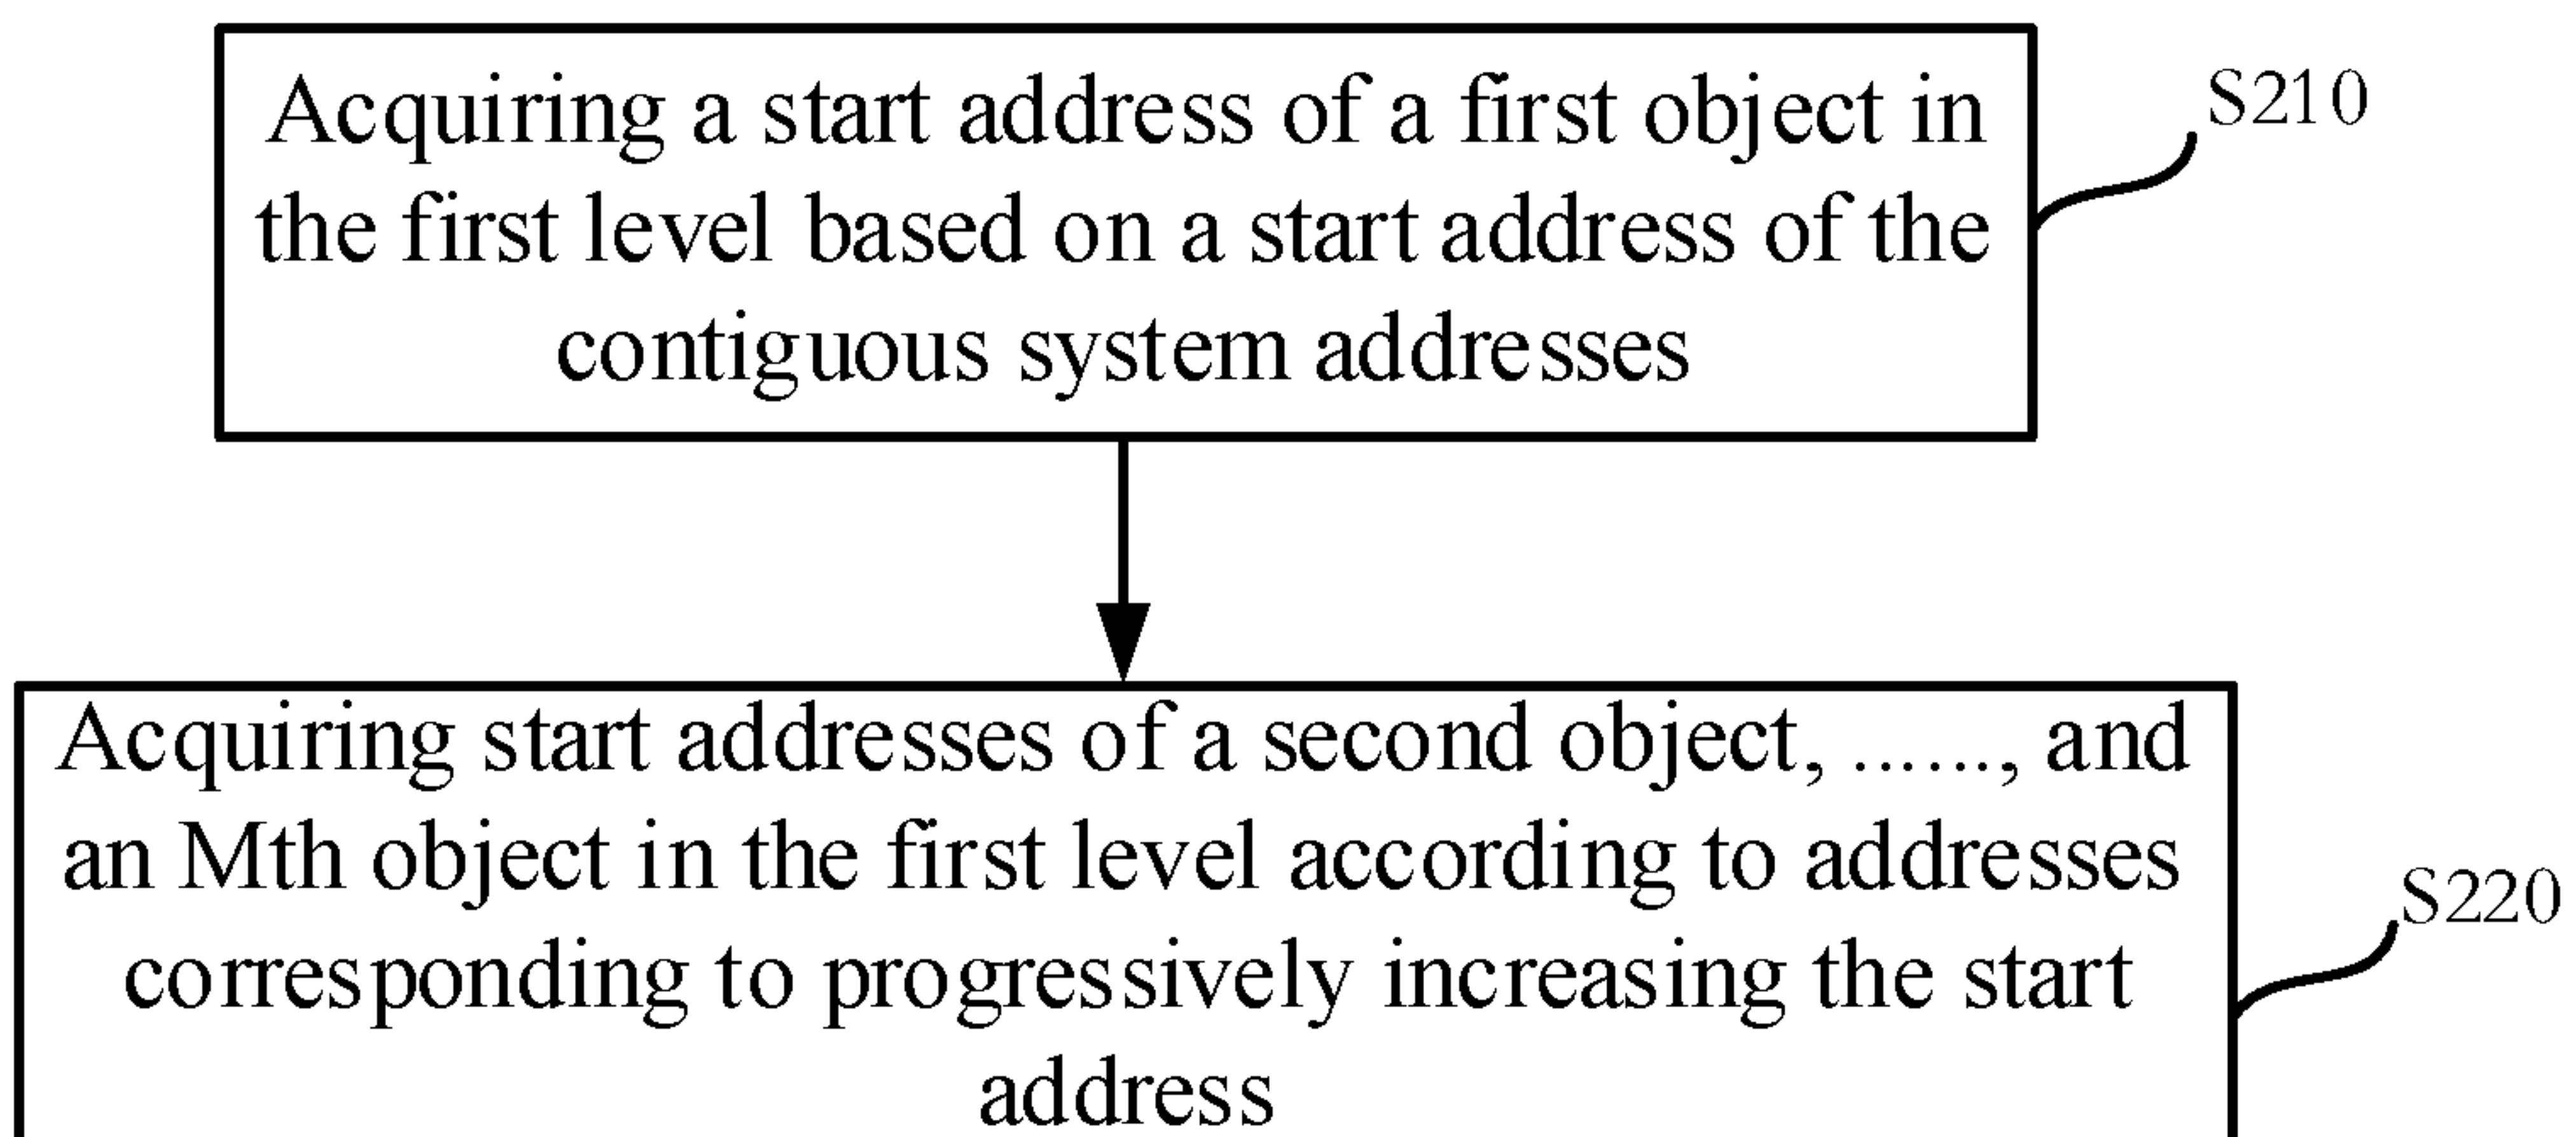 Acquiring a start address of a first object in
the first level based on a start address of the
contiguous system addresses
S210
Acquiring start addresses of a second object, ......, and
an Mth object in the first level according to addresses
corresponding to progressively increasing the start
address
S220